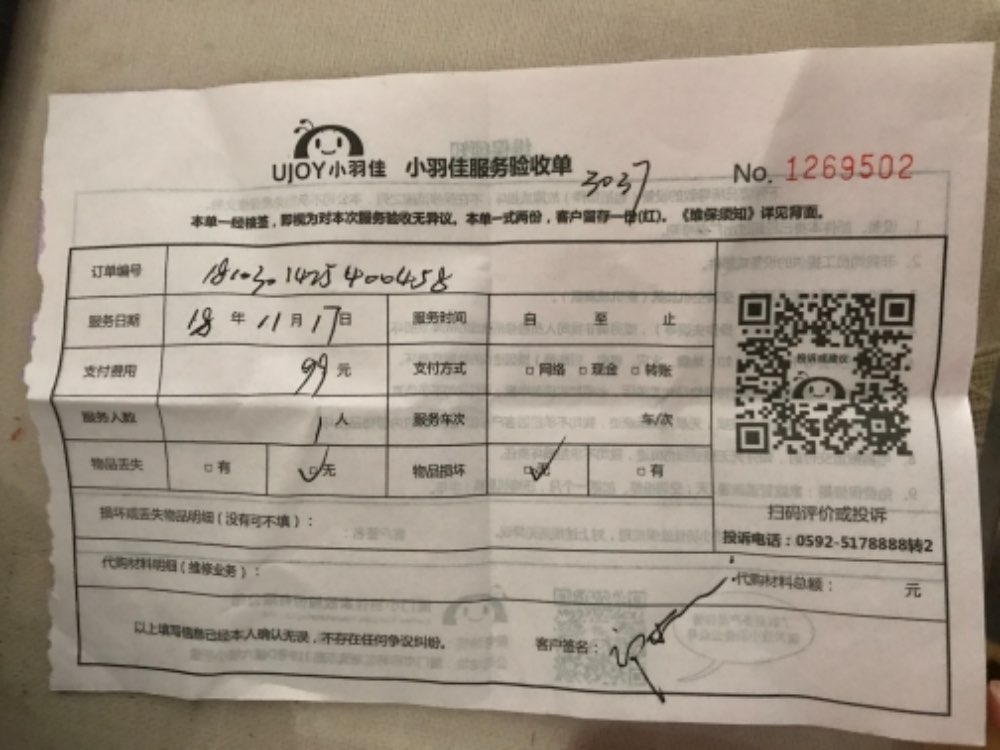 UJOY小羽佳 小羽佳服务验收单 3037 No. 1269502
本单一经核签，即视为对本次服务验收无异议。本单一式两份，客户留存一份(红)。《维保须知》详见背面。
订单编号
服务日期 18 年 11 月 17 日 服务时间 自 至 止
支付费用 99 元 支付方式 □网络 □现金 □转账
服务人数 1 人 服务车次 车/次
物品丢失 □有 □无 物品损坏 □无 □有
投诉或建议
扫码评价或投诉
投诉电话：0592-5178888转2
损坏或丢失物品明细（没有可不填）：
代购材料明细（维修业务）：
代购材料总额： 元
以上填写信息已经本人确认无误，不存在任何争议纠纷。 客户签名：